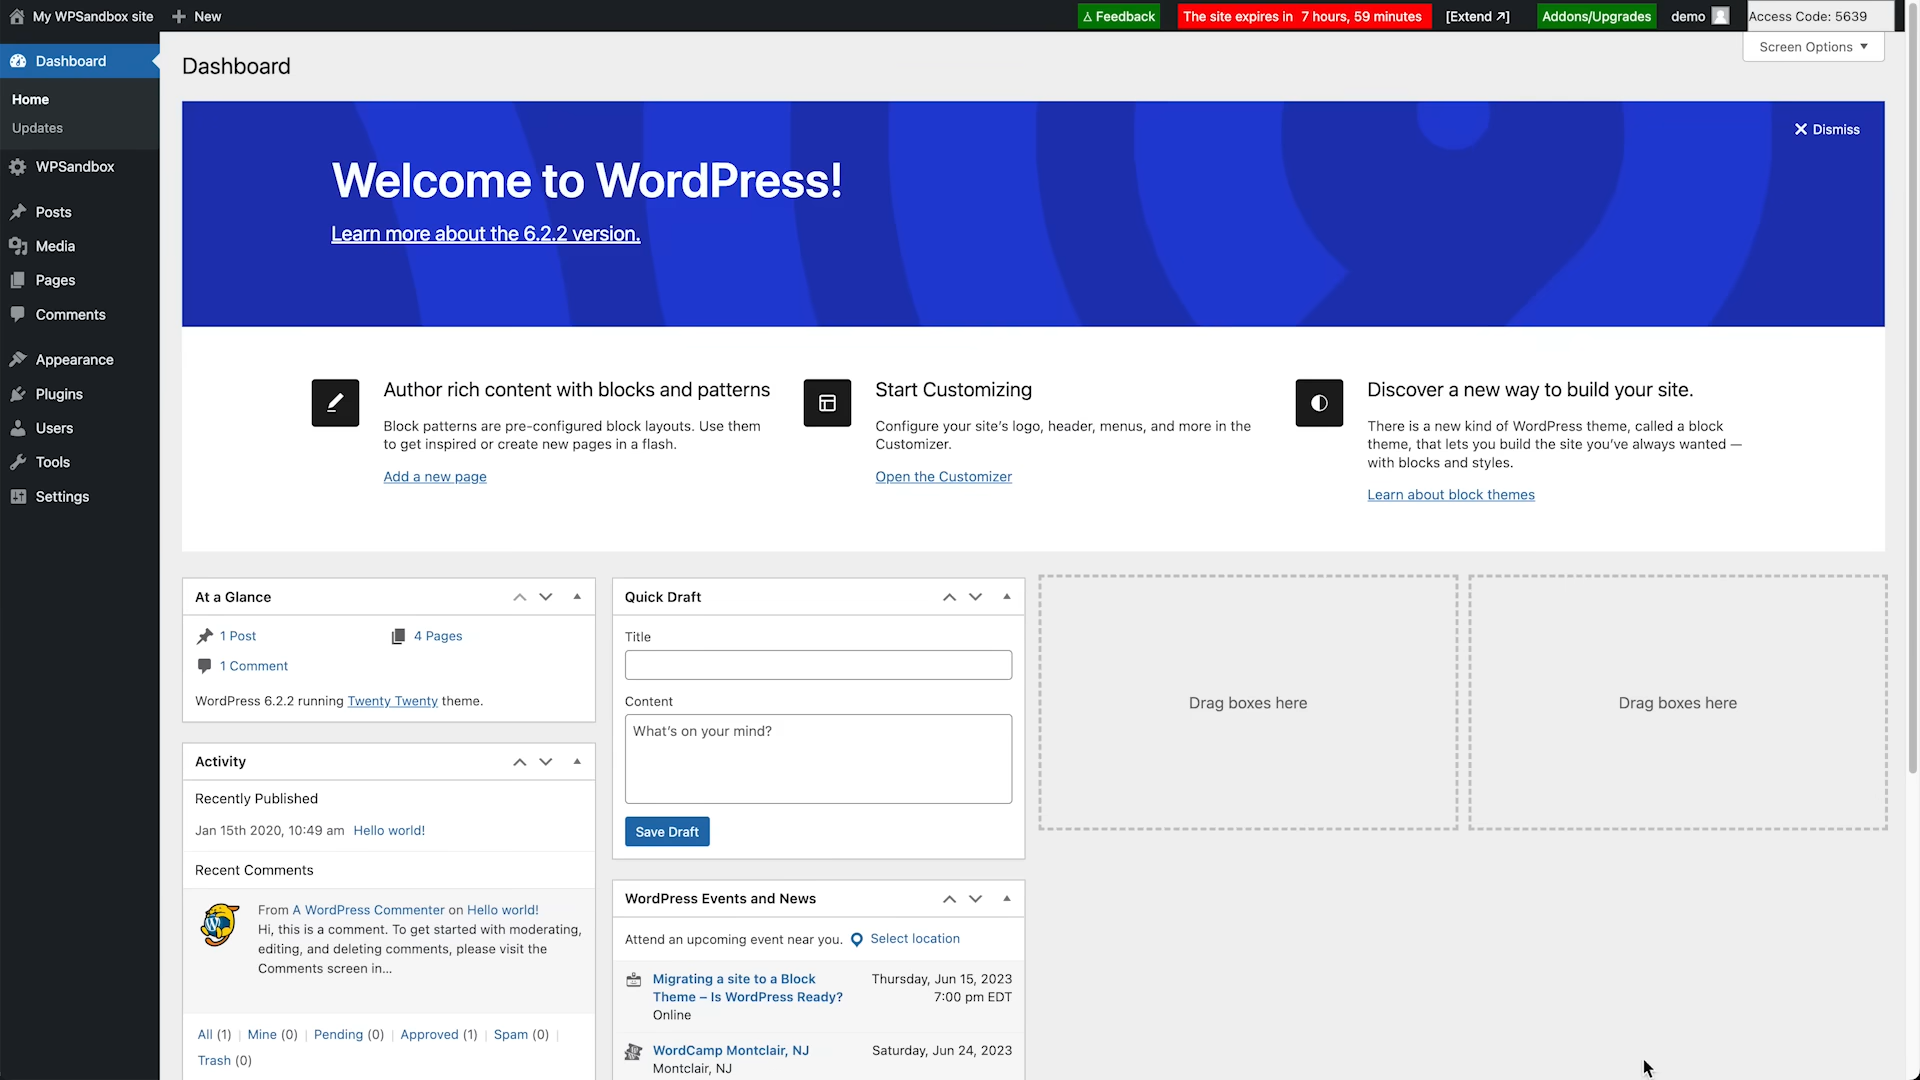 My WPSandbox site
New
Feedback
The site expires in 7 hours, 59 minutes
[Extend ↗]
Addons/Upgrades
demo
Access Code: 5639
Screen Options
Dashboard
Home
Updates
WPSandbox
Posts
Media
Pages
Comments
Appearance
Plugins
Users
Tools
Settings
Dashboard
Dismiss
Welcome to WordPress!
Learn more about the 6.2.2 version.
Author rich content with blocks and patterns
Block patterns are pre-configured block layouts. Use them
to get inspired or create new pages in a flash.
Add a new page
Start Customizing
Configure your site’s logo, header, menus, and more in the
Customizer.
Open the Customizer
Discover a new way to build your site.
There is a new kind of WordPress theme, called a block
theme, that lets you build the site you’ve always wanted —
with blocks and styles.
Learn about block themes
At a Glance
1 Post
4 Pages
1 Comment
WordPress 6.2.2 running Twenty Twenty theme.
Activity
Recently Published
Jan 15th 2020, 10:49 am Hello world!
Recent Comments
From A WordPress Commenter on Hello world!
Hi, this is a comment. To get started with moderating,
editing, and deleting comments, please visit the
Comments screen in...
All (1) | Mine (0) | Pending (0) | Approved (1) | Spam (0) |
Trash (0)
Quick Draft
Title
Content
What’s on your mind?
Save Draft
WordPress Events and News
Attend an upcoming event near you. Select location
Migrating a site to a Block
Theme – Is WordPress Ready?
Online
Thursday, Jun 15, 2023
7:00 pm EDT
WordCamp Montclair, NJ
Montclair, NJ
Saturday, Jun 24, 2023
Drag boxes here
Drag boxes here